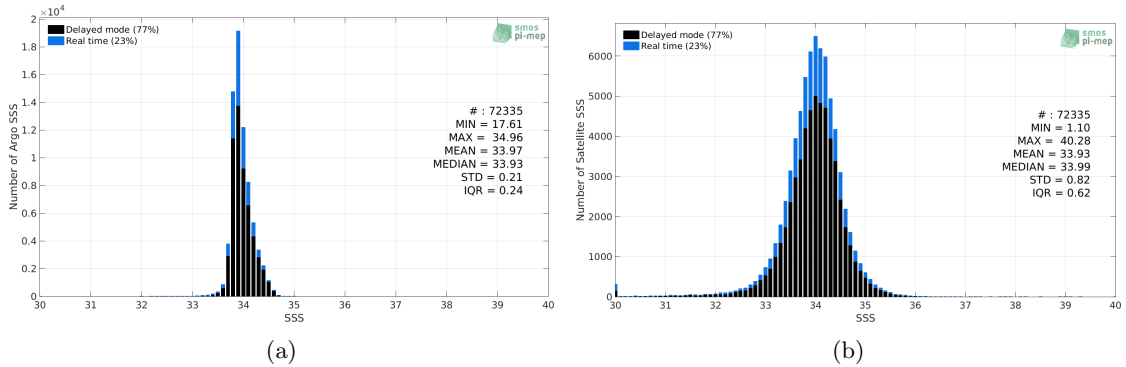 2 ×10^4
Delayed mode (77%)
Real time (23%)
smos
pi-mep
1.8
1.6
1.4
1.2
1
0.8
0.6
0.4
0.2
0
Number of Argo SSS
# : 72335
MIN = 17.61
MAX = 34.96
MEAN = 33.97
MEDIAN = 33.93
STD = 0.21
IQR = 0.24
30 31 32 33 34 35 36 37 38 39 40
SSS
(a)
Delayed mode (77%)
Real time (23%)
smos
pi-mep
6000
5000
4000
3000
2000
1000
0
Number of Satellite SSS
# : 72335
MIN = 1.10
MAX = 40.28
MEAN = 33.93
MEDIAN = 33.99
STD = 0.82
IQR = 0.62
30 31 32 33 34 35 36 37 38 39 40
SSS
(b)